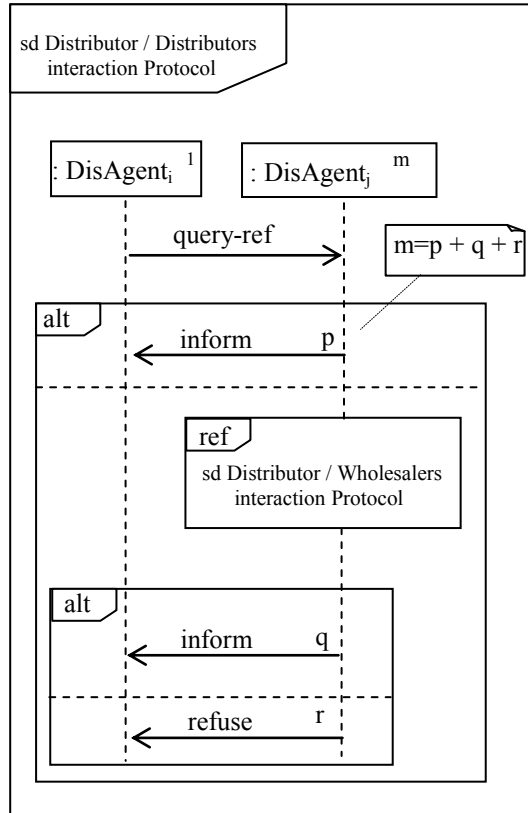 sd Distributor / Distributors
interaction Protocol
: DisAgentᵢ 1
: DisAgentⱼ m
query-ref
m=p + q + r
alt
inform p
ref
sd Distributor / Wholesalers
interaction Protocol
alt
inform q
refuse r